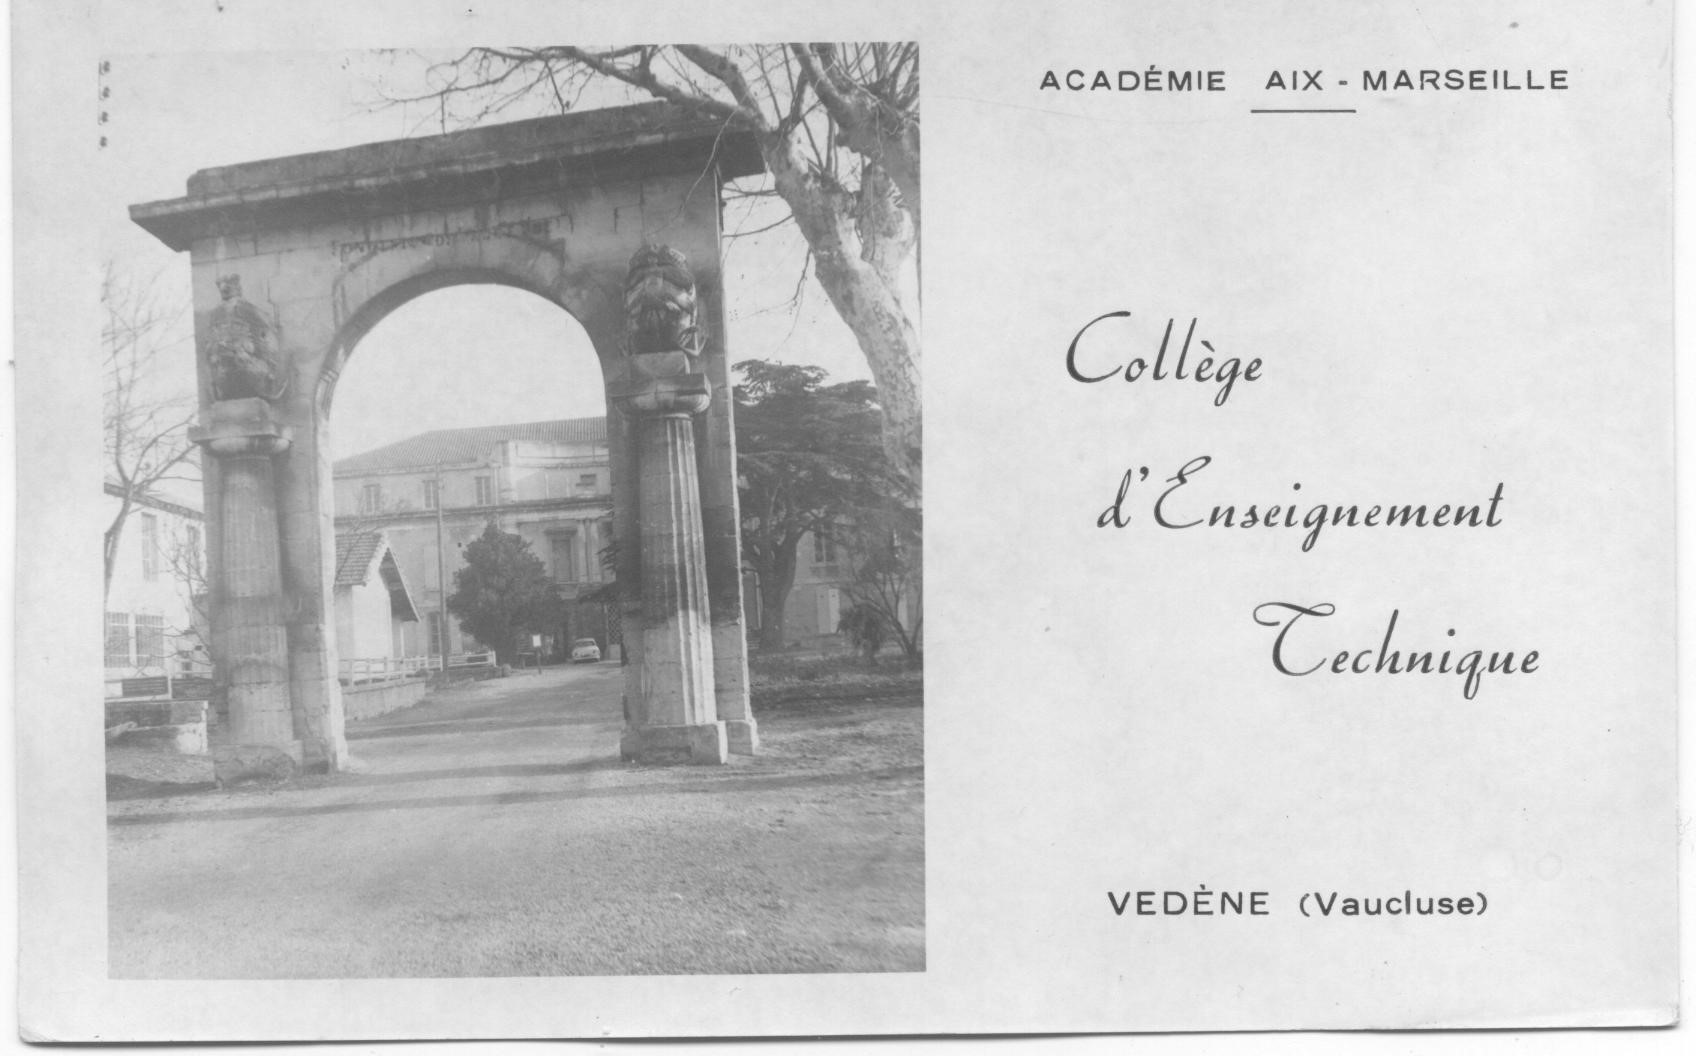 ACADÉMIE AIX - MARSEILLE
Collège
d'Enseignement
Technique
VEDÈNE (Vaucluse)